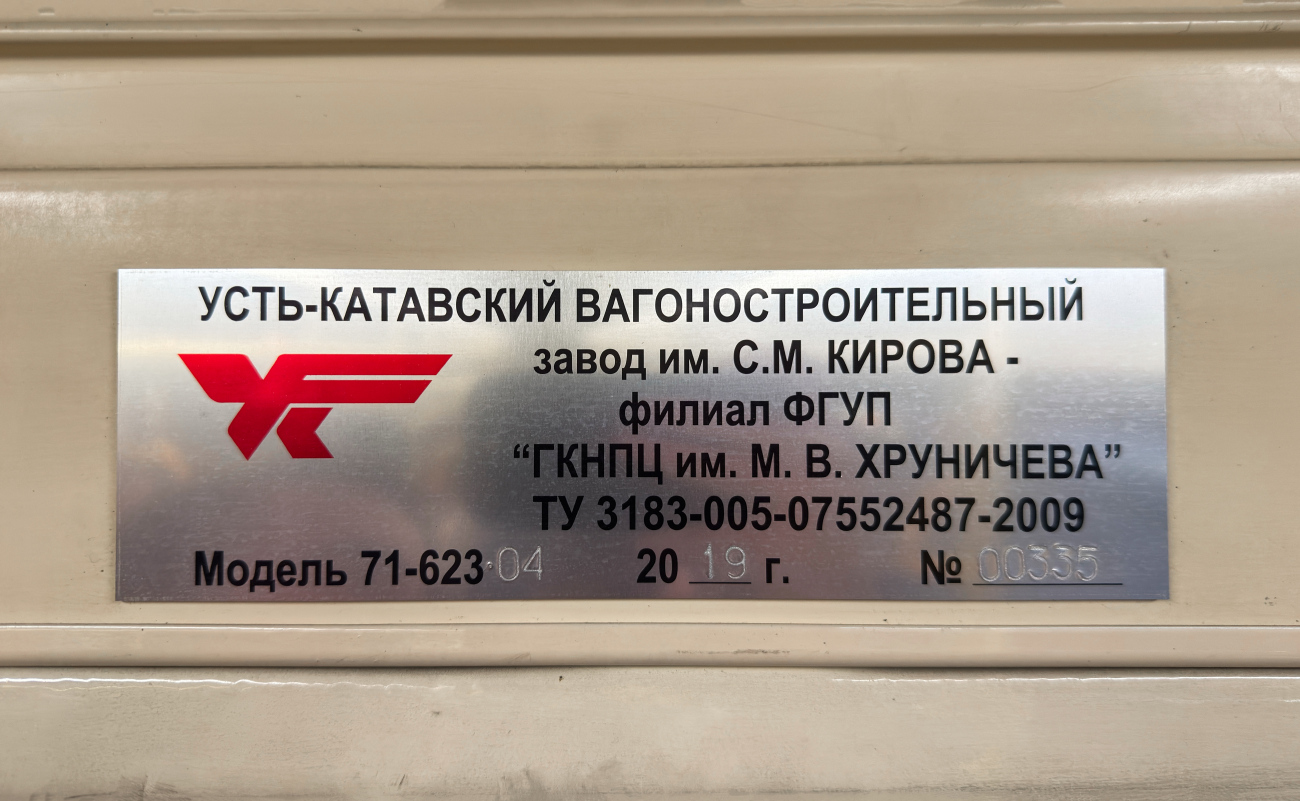 УСТЬ-КАТАВСКИЙ ВАГОНОСТРОИТЕЛЬНЫЙ
завод им. С.М. КИРОВА -
филиал ФГУП
“ГКНПЦ им. М. В. ХРУНИЧЕВА”
ТУ 3183-005-07552487-2009
Модель 71-623.04 20 19 г. № 00335